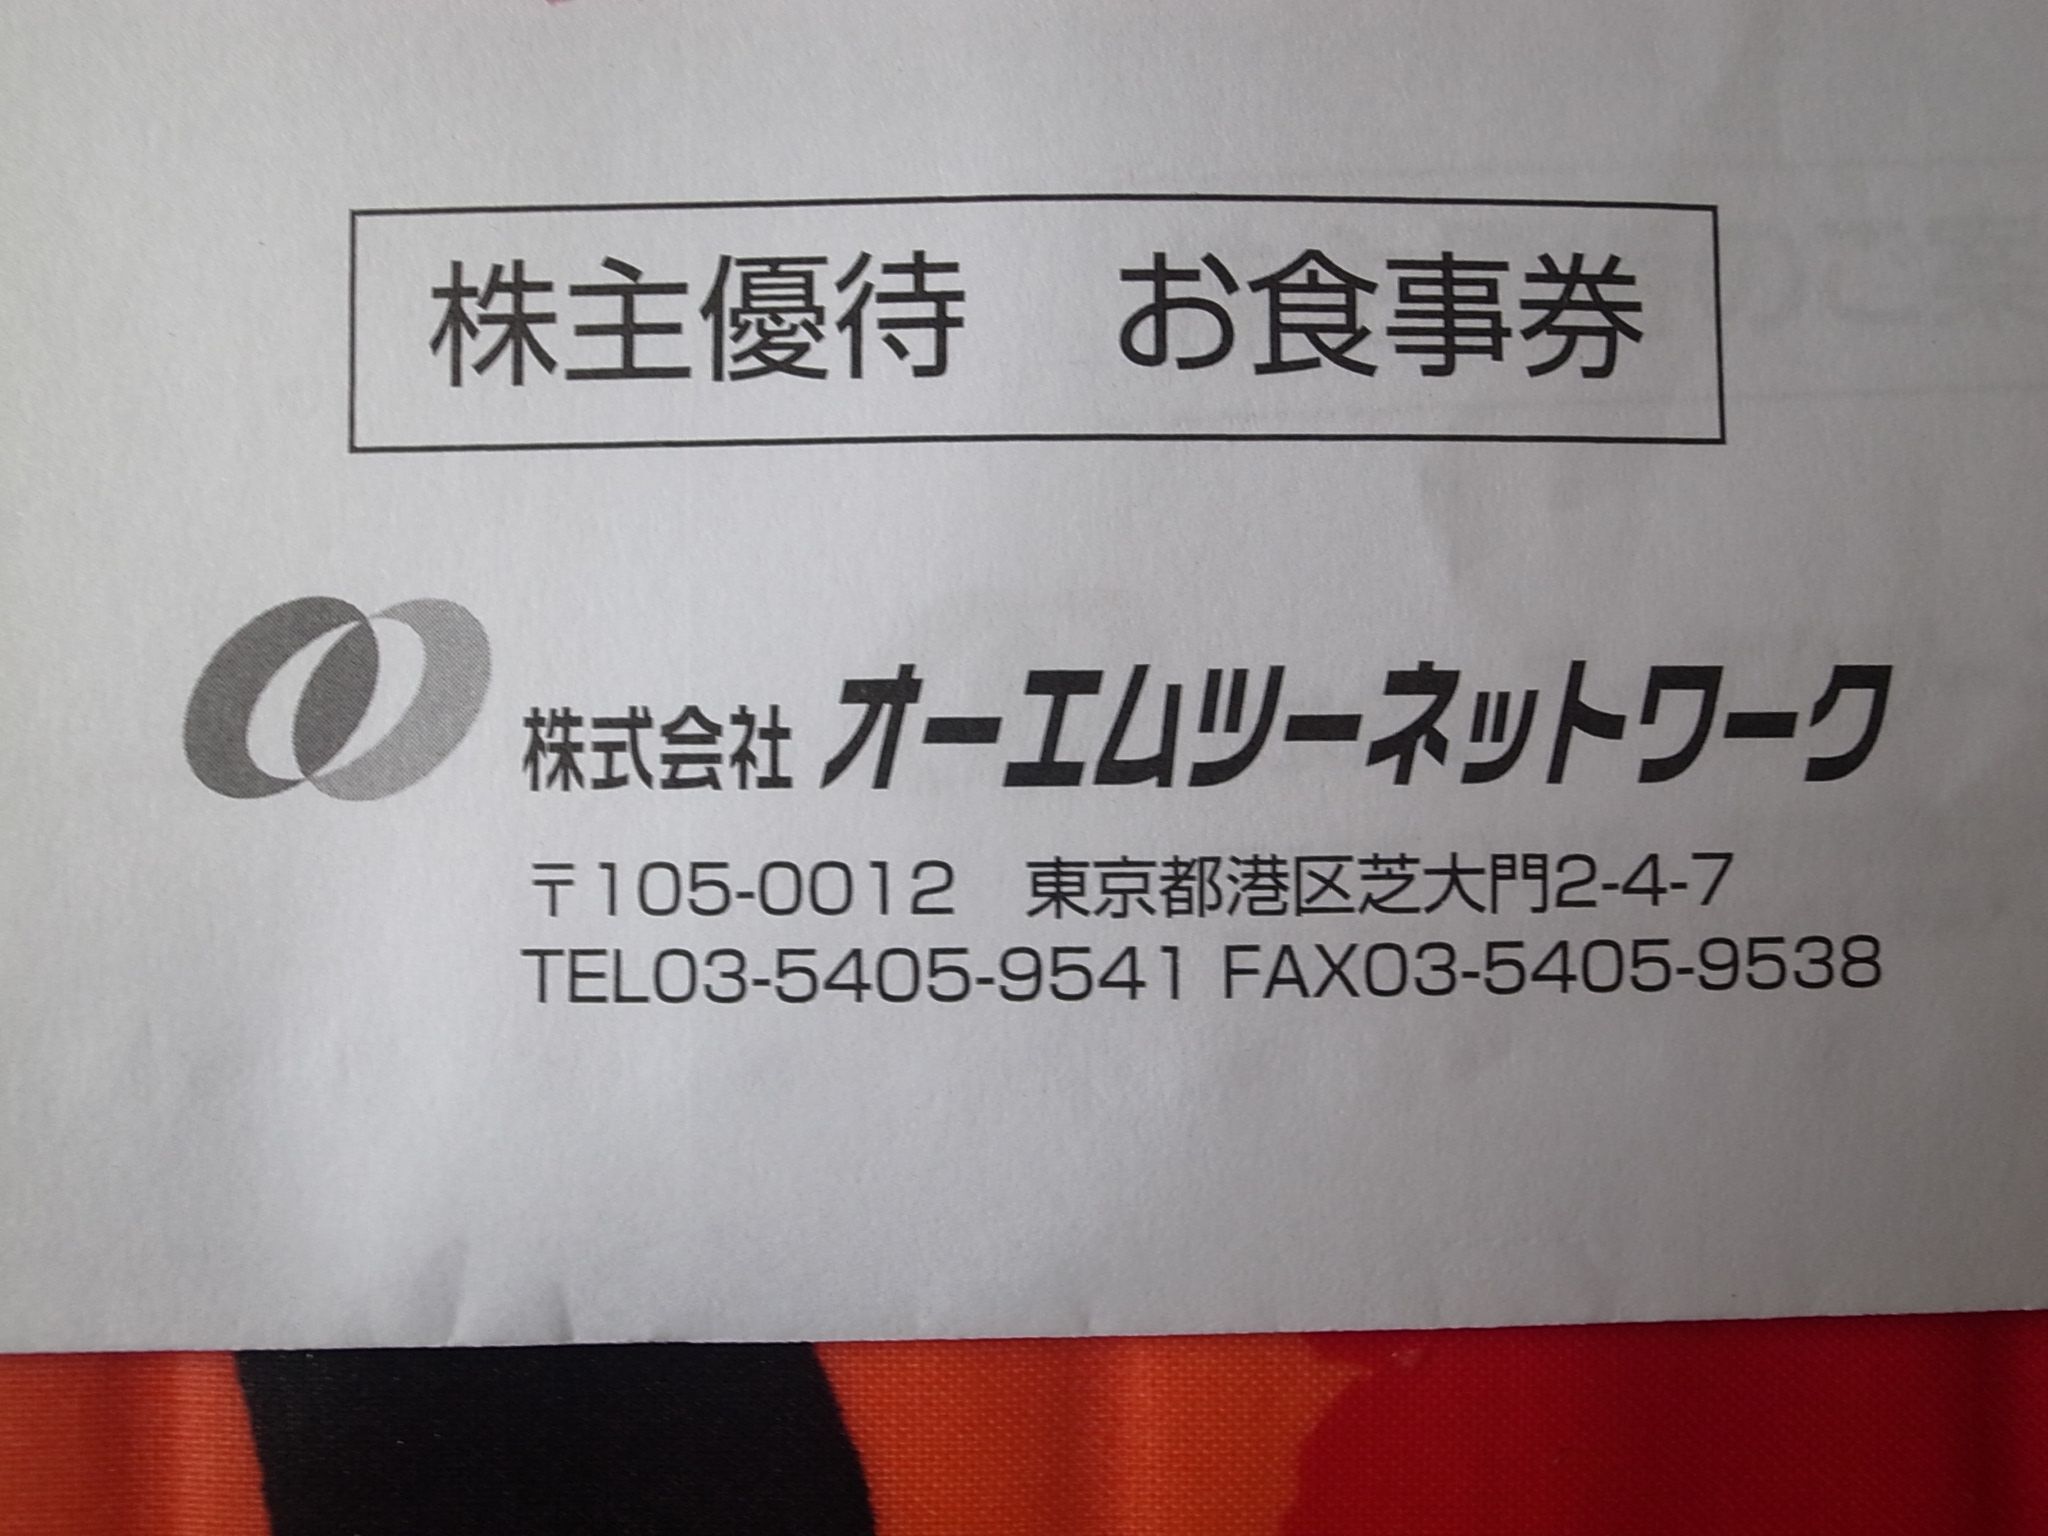 株主優待　お食事券
株式会社 オーエムツーネットワーク
〒105-0012　東京都港区芝大門2-4-7
TEL03-5405-9541 FAX03-5405-9538